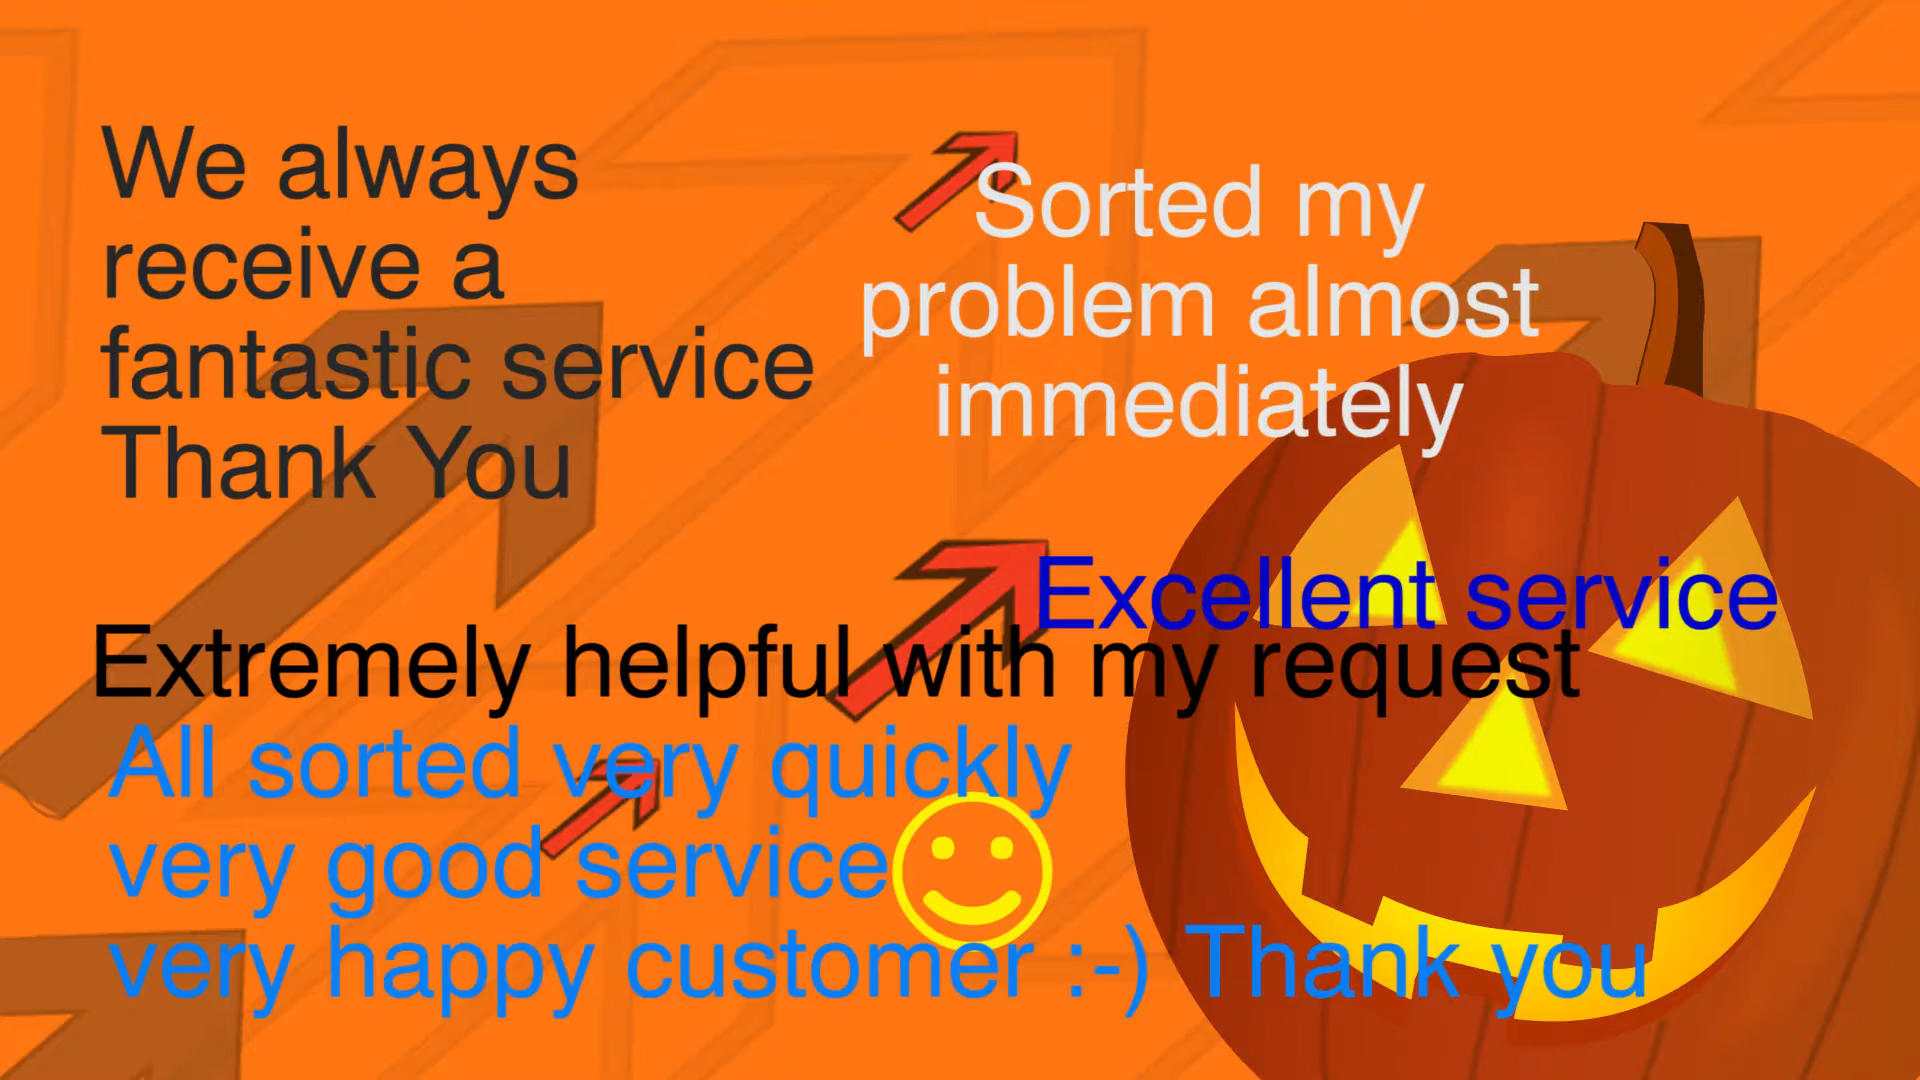 We always
receive a
fantastic service
Thank You
Sorted my
problem almost
immediately
Excellent service
Extremely helpful with my request
All sorted very quickly
very good service
very happy customer :-) Thank you